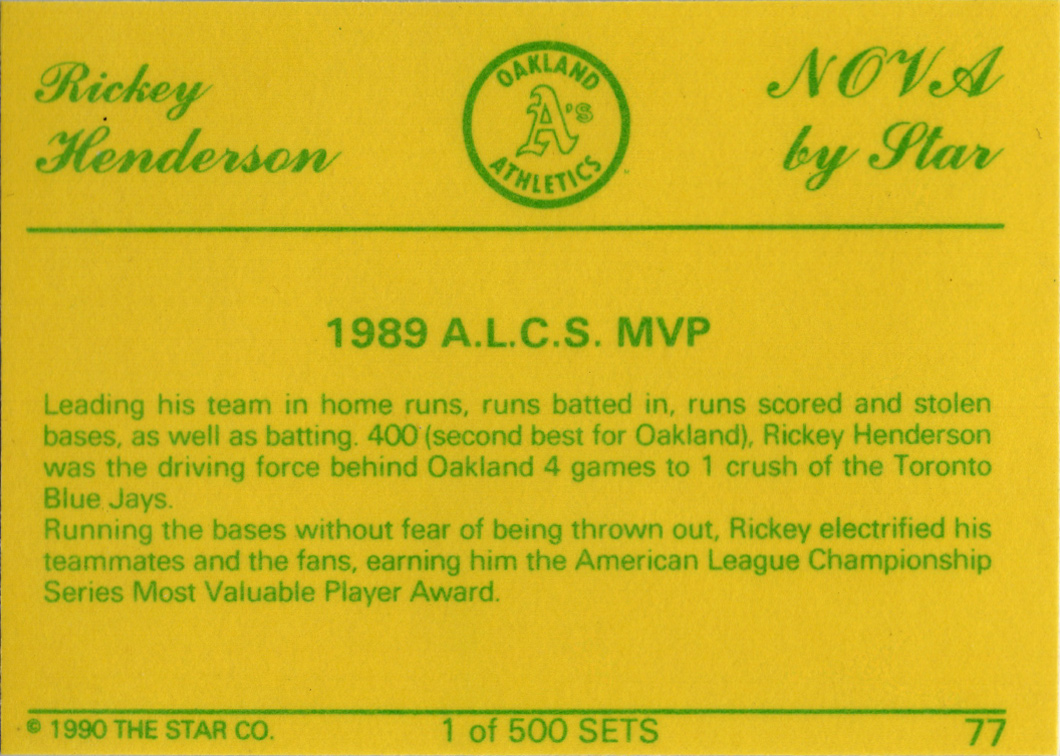 Rickey
Henderson
OAKLAND
A's
ATHLETICS
NOVA
by Star
1989 A.L.C.S. MVP
Leading his team in home runs, runs batted in, runs scored and stolen
bases, as well as batting. 400 (second best for Oakland), Rickey Henderson
was the driving force behind Oakland 4 games to 1 crush of the Toronto
Blue Jays.
Running the bases without fear of being thrown out, Rickey electrified his
teammates and the fans, earning him the American League Championship
Series Most Valuable Player Award.
© 1990 THE STAR CO.
1 of 500 SETS
77